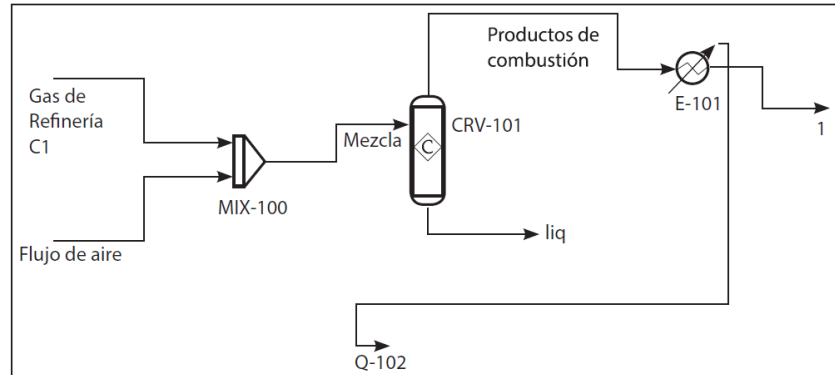 Productos de
combustión
E-101
1
Gas de
Refinería
C1
Mezcla
CRV-101
C
MIX-100
Flujo de aire
liq
Q-102